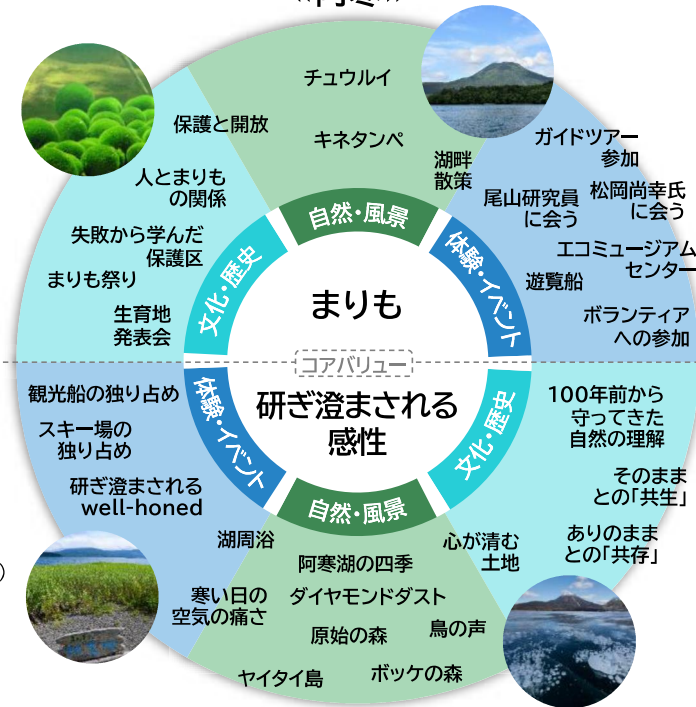 チュウルイ
キネタンペ
湖畔
散策
保護と開放
人とまりも
の関係
失敗から学んだ
保護区
まりも祭り
生育地
発表会
ガイドツアー
参加
尾山研究員
に会う
松岡尚幸氏
に会う
エコミュージアム
センター
遊覧船
ボランティア
への参加
自然・風景
文化・歴史
体験・イベント
まりも
コアバリュー
研ぎ澄まされる
感性
体験・イベント
文化・歴史
自然・風景
観光船の独り占め
スキー場の
独り占め
研ぎ澄まされる
well-honed
100年前から
守ってきた
自然の理解
そのまま
との「共生」
ありのまま
との「共存」
湖周浴
寒い日の
空気の痛さ
阿寒湖の四季
ダイヤモンドダスト
原始の森
鳥の声
ヤイタイ島
ボッケの森
心が清む
土地